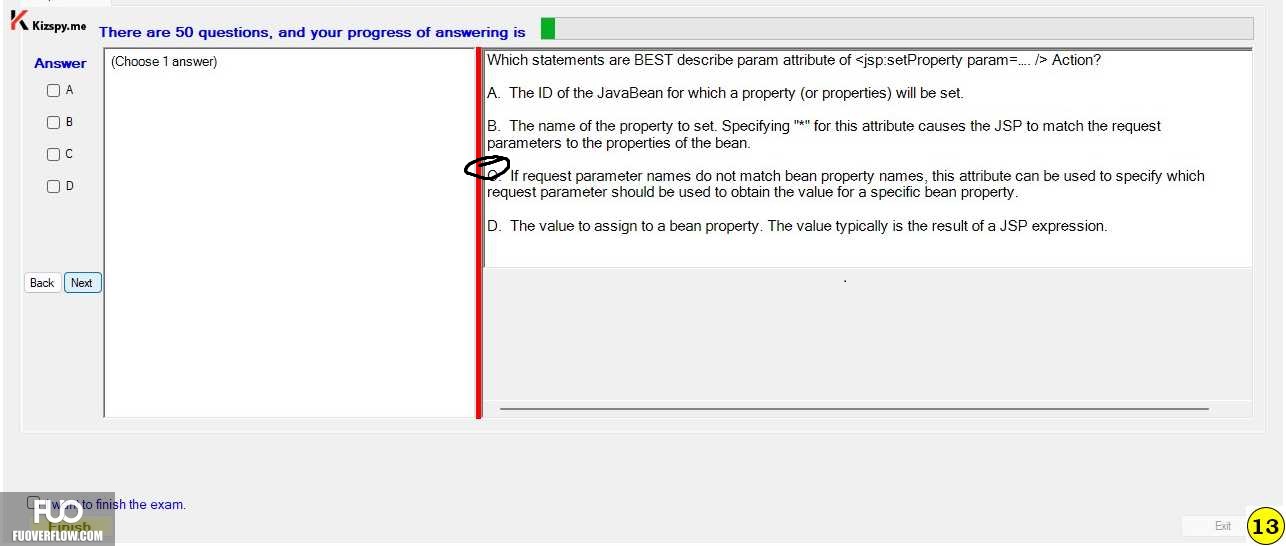 Kizspy.me
There are 50 questions, and your progress of answering is
Answer
(Choose 1 answer)
A
B
C
D
Back
Next
Which statements are BEST describe param attribute of <jsp:setProperty param=.... /> Action?
A. The ID of the JavaBean for which a property (or properties) will be set.
B. The name of the property to set. Specifying "*" for this attribute causes the JSP to match the request
parameters to the properties of the bean.
C. If request parameter names do not match bean property names, this attribute can be used to specify which
request parameter should be used to obtain the value for a specific bean property.
D. The value to assign to a bean property. The value typically is the result of a JSP expression.
I want to finish the exam.
Finish
FUO
FUOVERFLOW.COM
Exit
13